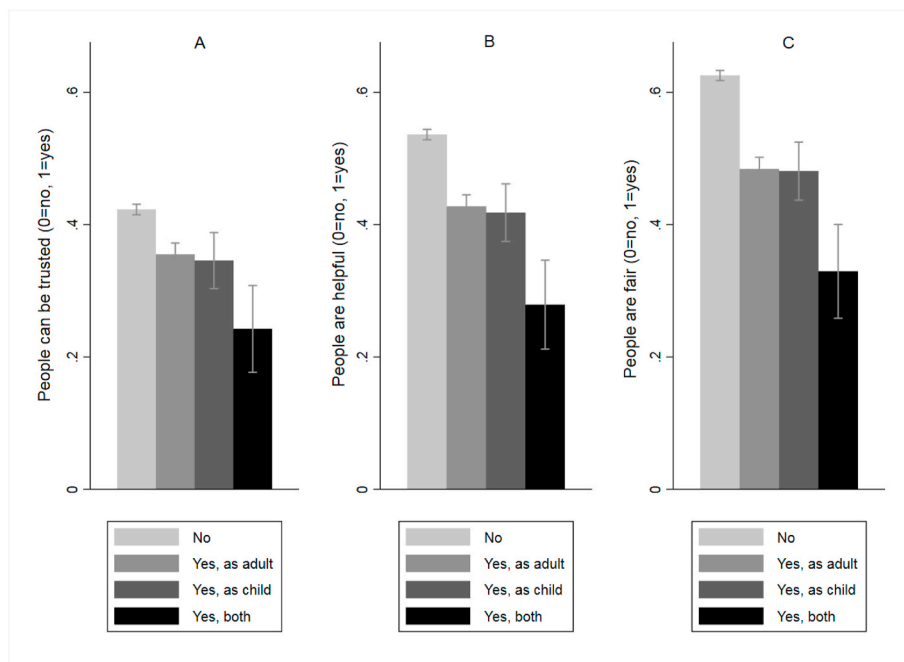 A
People can be trusted (0=no, 1=yes)
.6
.4
.2
0
No
Yes, as adult
Yes, as child
Yes, both
B
People are helpful (0=no, 1=yes)
.6
.4
.2
0
No
Yes, as adult
Yes, as child
Yes, both
C
People are fair (0=no, 1=yes)
.6
.4
.2
0
No
Yes, as adult
Yes, as child
Yes, both